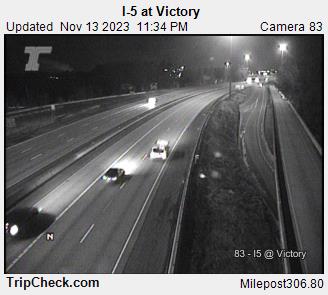 I-5 at Victory
Updated Nov 13 2023 11:34 PM Camera 83
T
N
83 - I5 @ Victory
TripCheck.com Milepost306.80